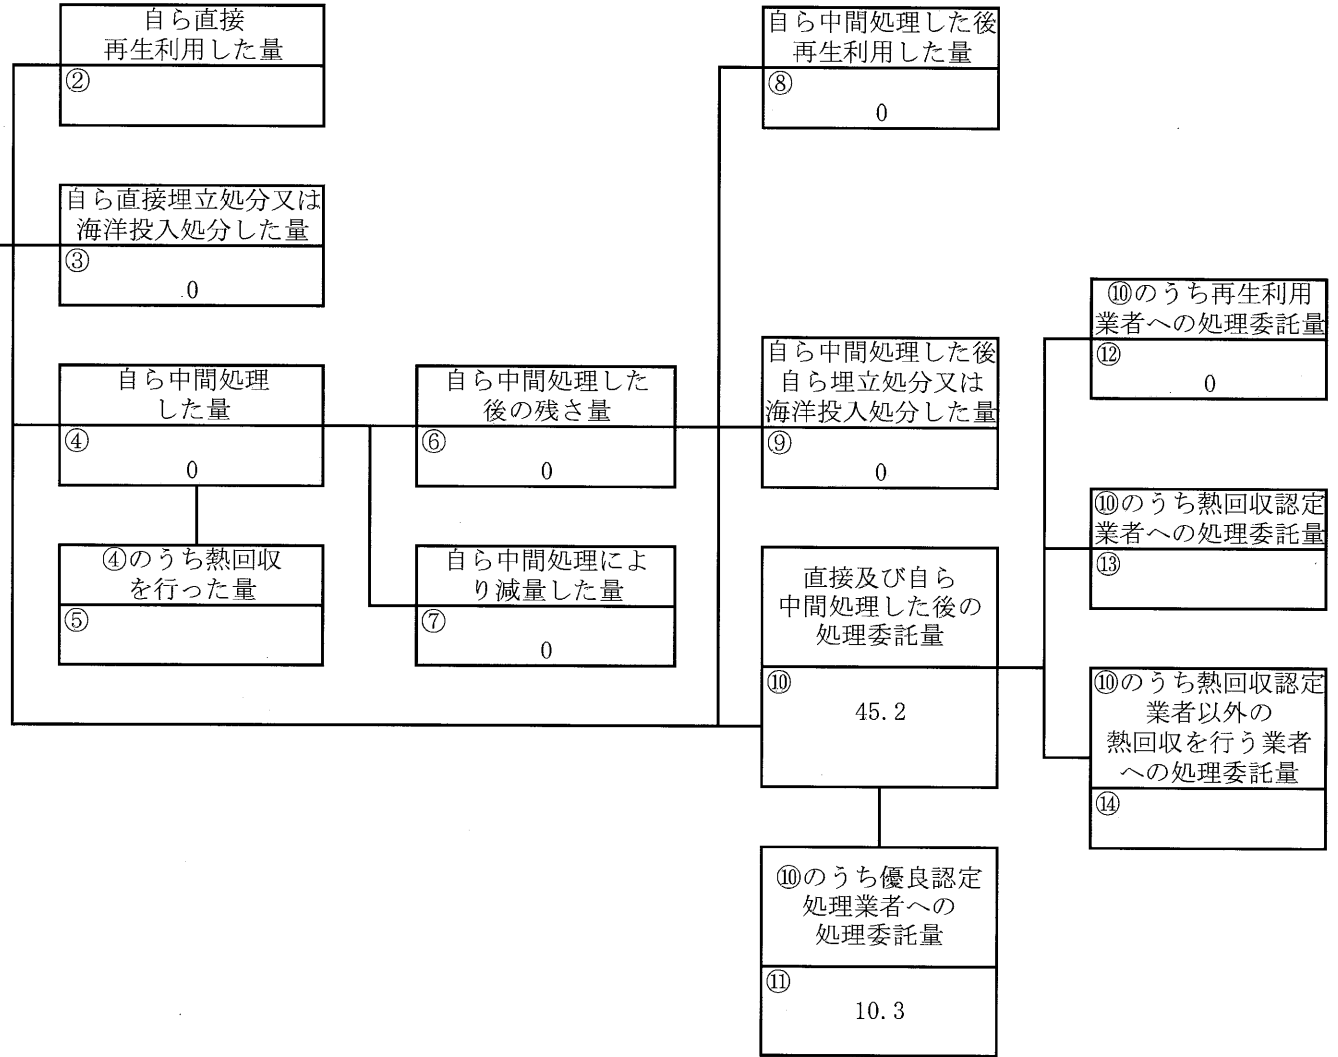 自ら直接
再生利用した量
②
自ら直接埋立処分又は
海洋投入処分した量
③
0
自ら中間処理
した量
④
0
④のうち熱回収
を行った量
⑤
自ら中間処理した
後の残さ量
⑥
0
自ら中間処理によ
り減量した量
⑦
0
自ら中間処理した後
再生利用した量
⑧
0
自ら中間処理した後
自ら埋立処分又は
海洋投入処分した量
⑨
0
直接及び自ら
中間処理した後の
処理委託量
⑩
45.2
⑩のうち優良認定
処理業者への
処理委託量
⑪
10.3
⑩のうち再生利用
業者への処理委託量
⑫
0
⑩のうち熱回収認定
業者への処理委託量
⑬
⑩のうち熱回収認定
業者以外の
熱回収を行う業者
への処理委託量
⑭